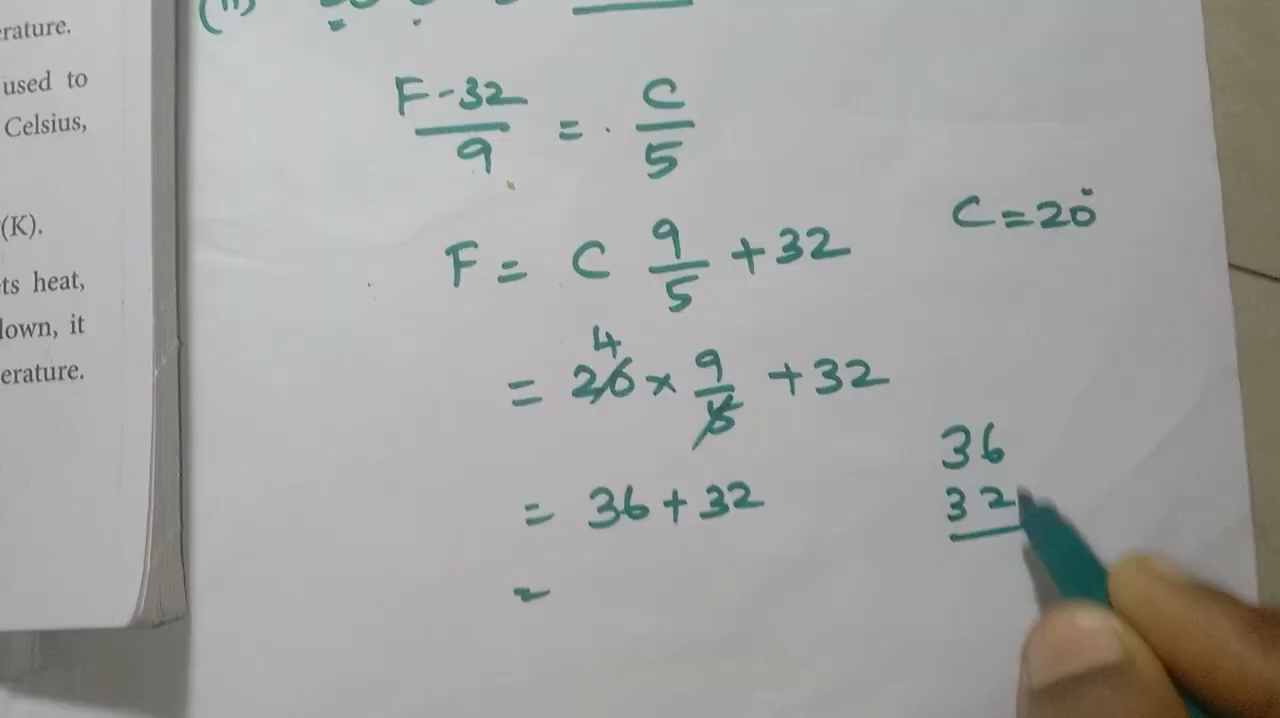 erature.
used to
Celsius,
(K).
ts heat,
lown, it
erature.
(ii)
F - 32 / 9 = C / 5
C = 20°
F = C 9/5 + 32
4
= 20 × 9/5 + 32
= 36 + 32
36
32
=